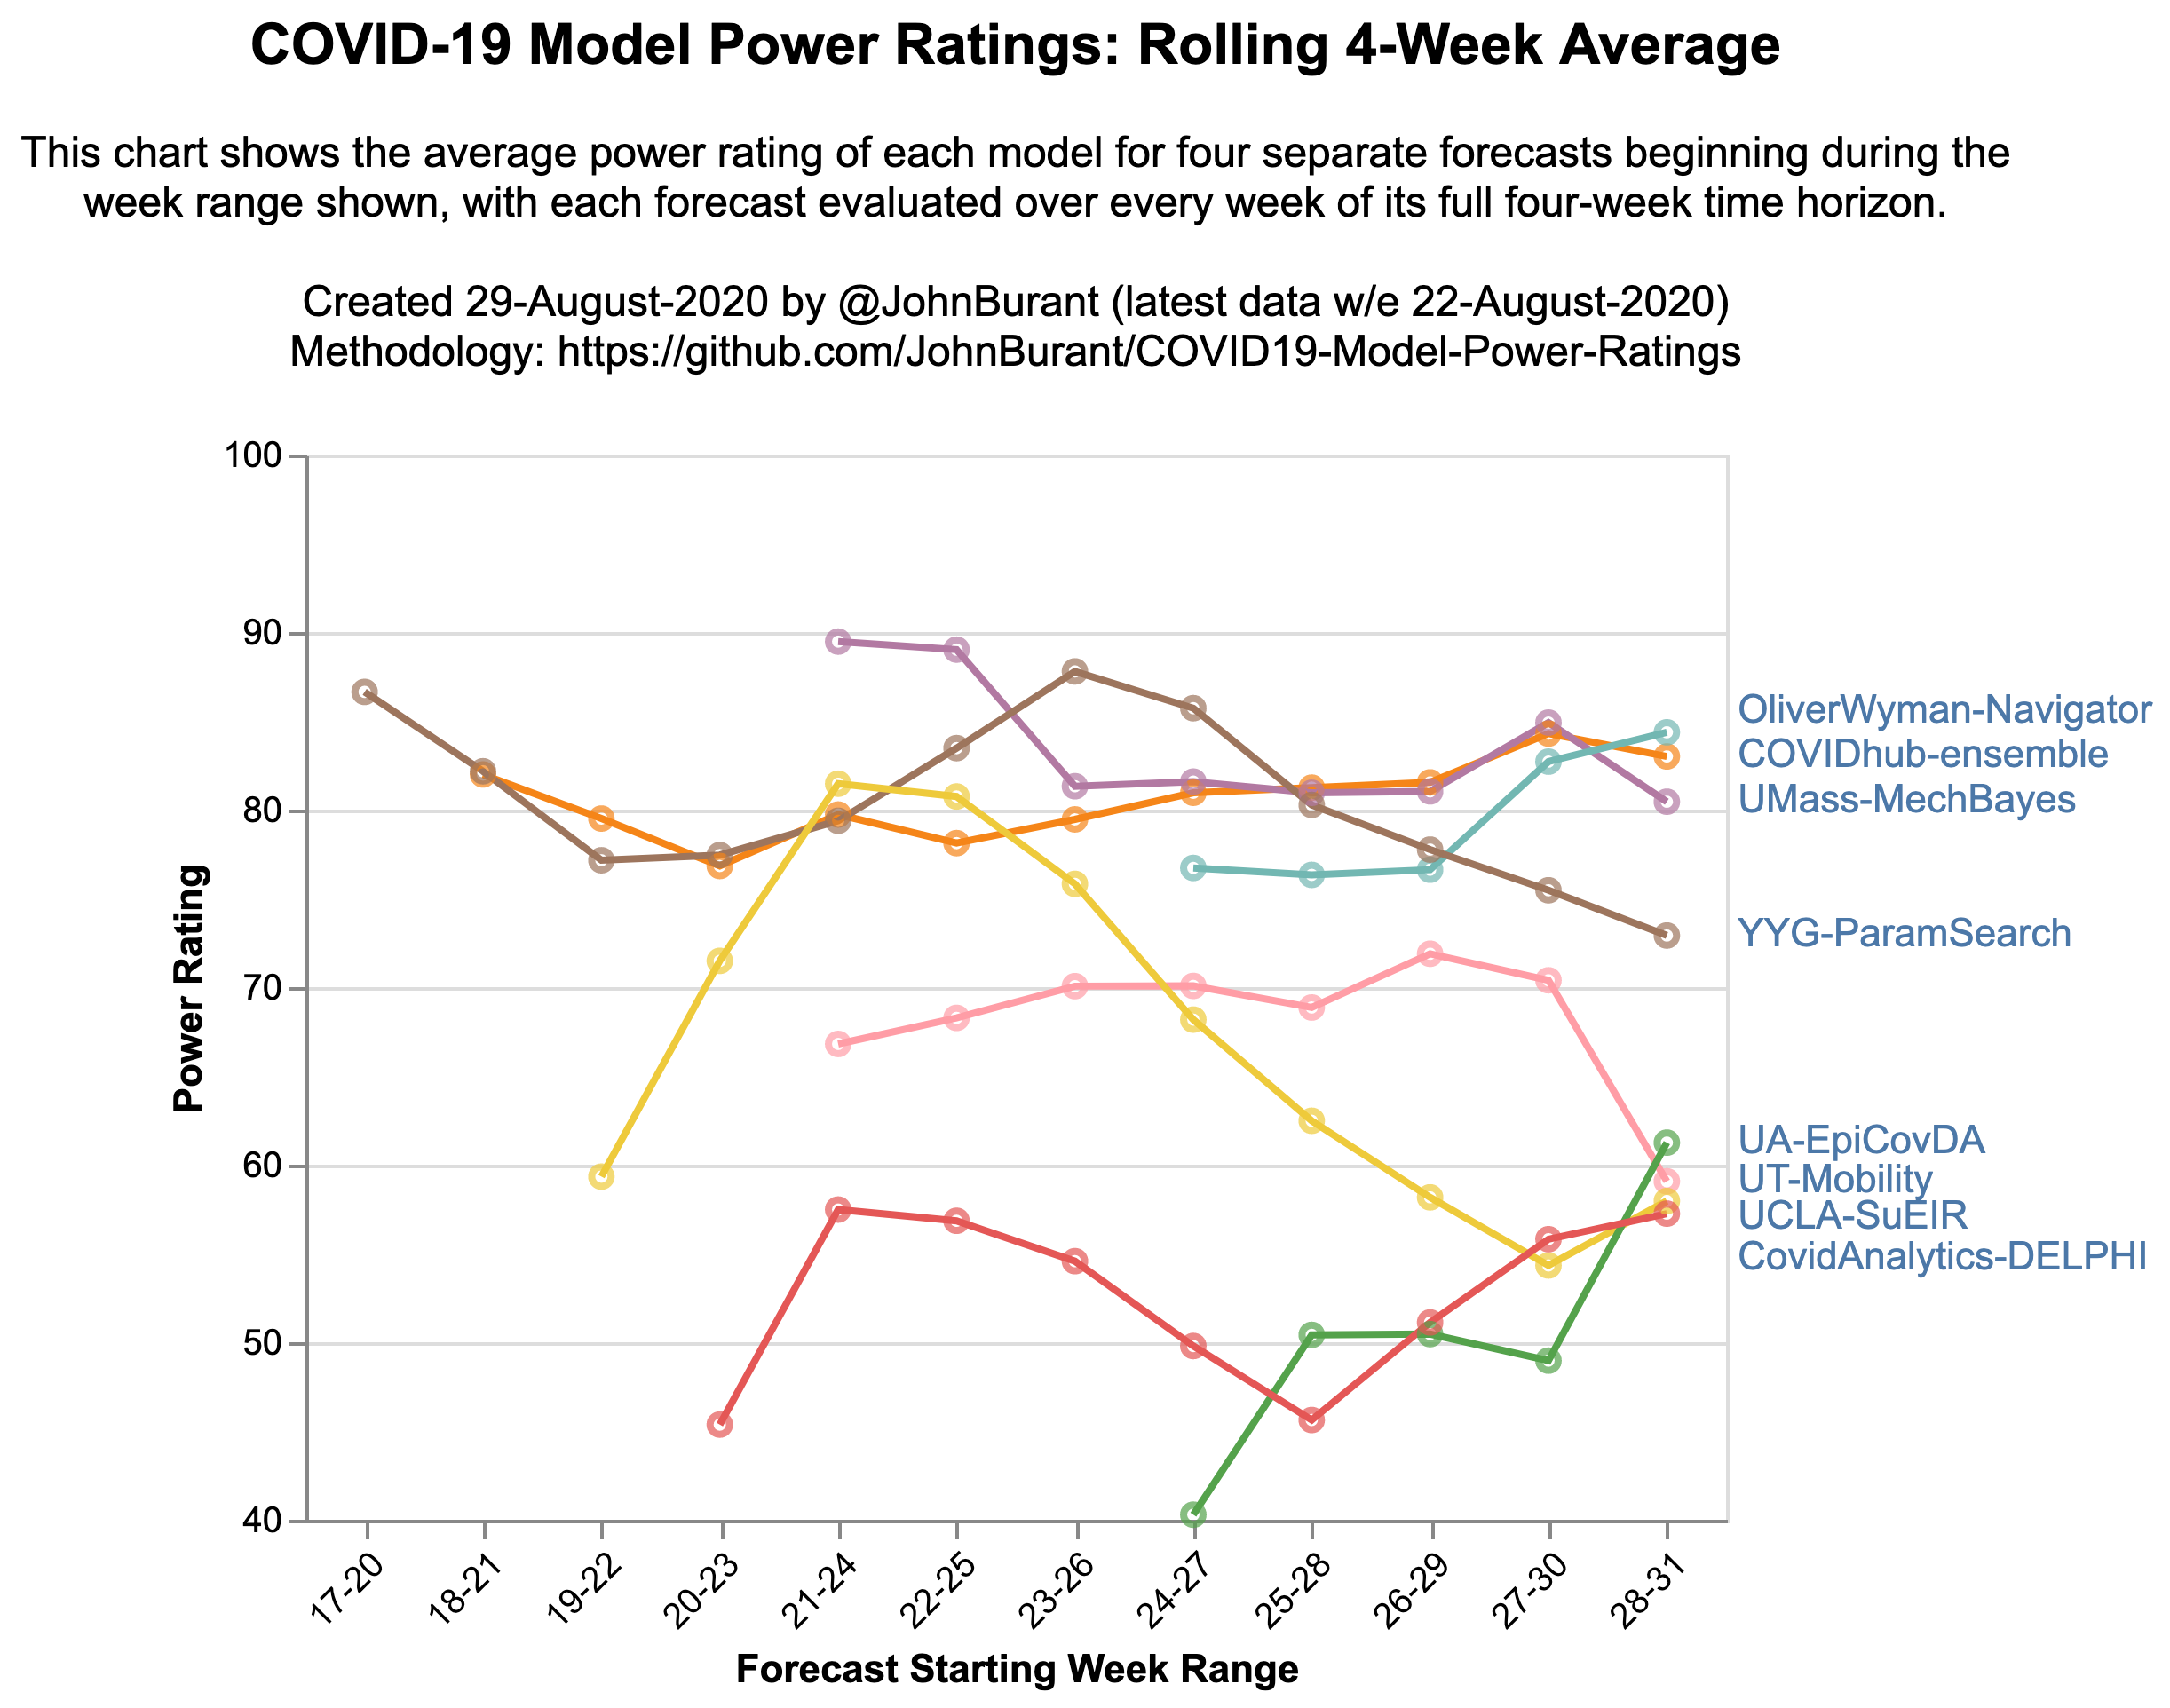 COVID-19 Model Power Ratings: Rolling 4-Week Average
This chart shows the average power rating of each model for four separate forecasts beginning during the
week range shown, with each forecast evaluated over every week of its full four-week time horizon.
Created 29-August-2020 by @JohnBurant (latest data w/e 22-August-2020)
Methodology: https://github.com/JohnBurant/COVID19-Model-Power-Ratings
100
90
80
70
60
50
40
Power Rating
OliverWyman-Navigator
COVIDhub-ensemble
UMass-MechBayes
YYG-ParamSearch
UA-EpiCovDA
UT-Mobility
UCLA-SuEIR
CovidAnalytics-DELPHI
17-20
18-21
19-22
20-23
21-24
22-25
23-26
24-27
25-28
26-29
27-30
28-31
Forecast Starting Week Range